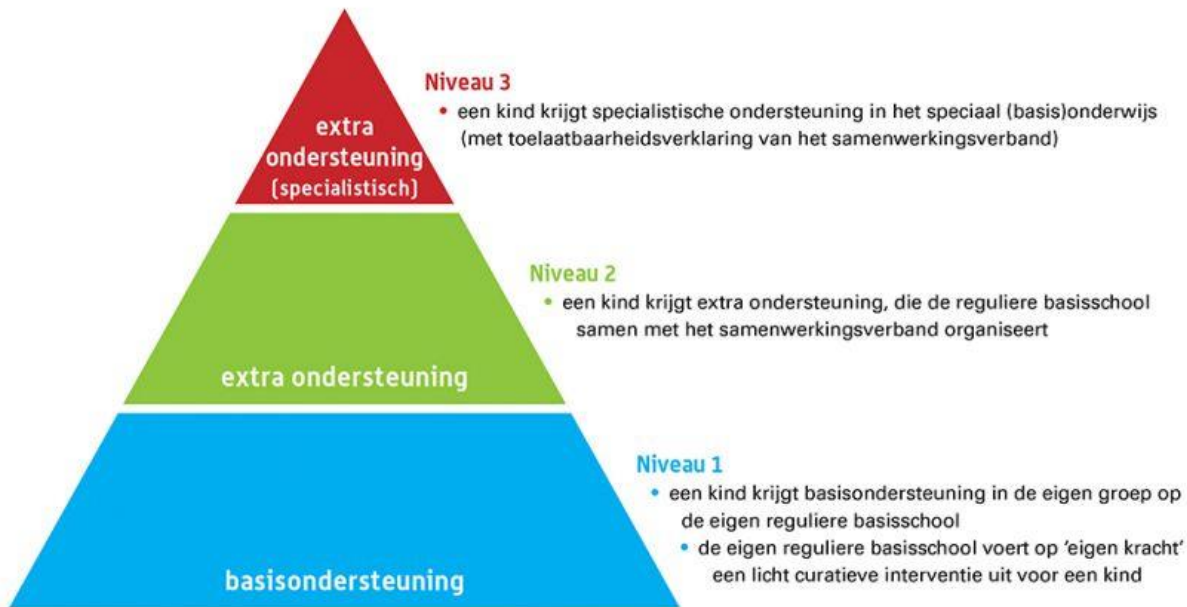 Niveau 3
• een kind krijgt specialistische ondersteuning in het speciaal (basis)onderwijs
(met toelaatbaarheidsverklaring van het samenwerkingsverband)
extra
ondersteuning
(specialistisch)
Niveau 2
• een kind krijgt extra ondersteuning, die de reguliere basisschool
samen met het samenwerkingsverband organiseert
extra ondersteuning
Niveau 1
• een kind krijgt basisondersteuning in de eigen groep op
de eigen reguliere basisschool
• de eigen reguliere basisschool voert op ‘eigen kracht’
een licht curatieve interventie uit voor een kind
basisondersteuning